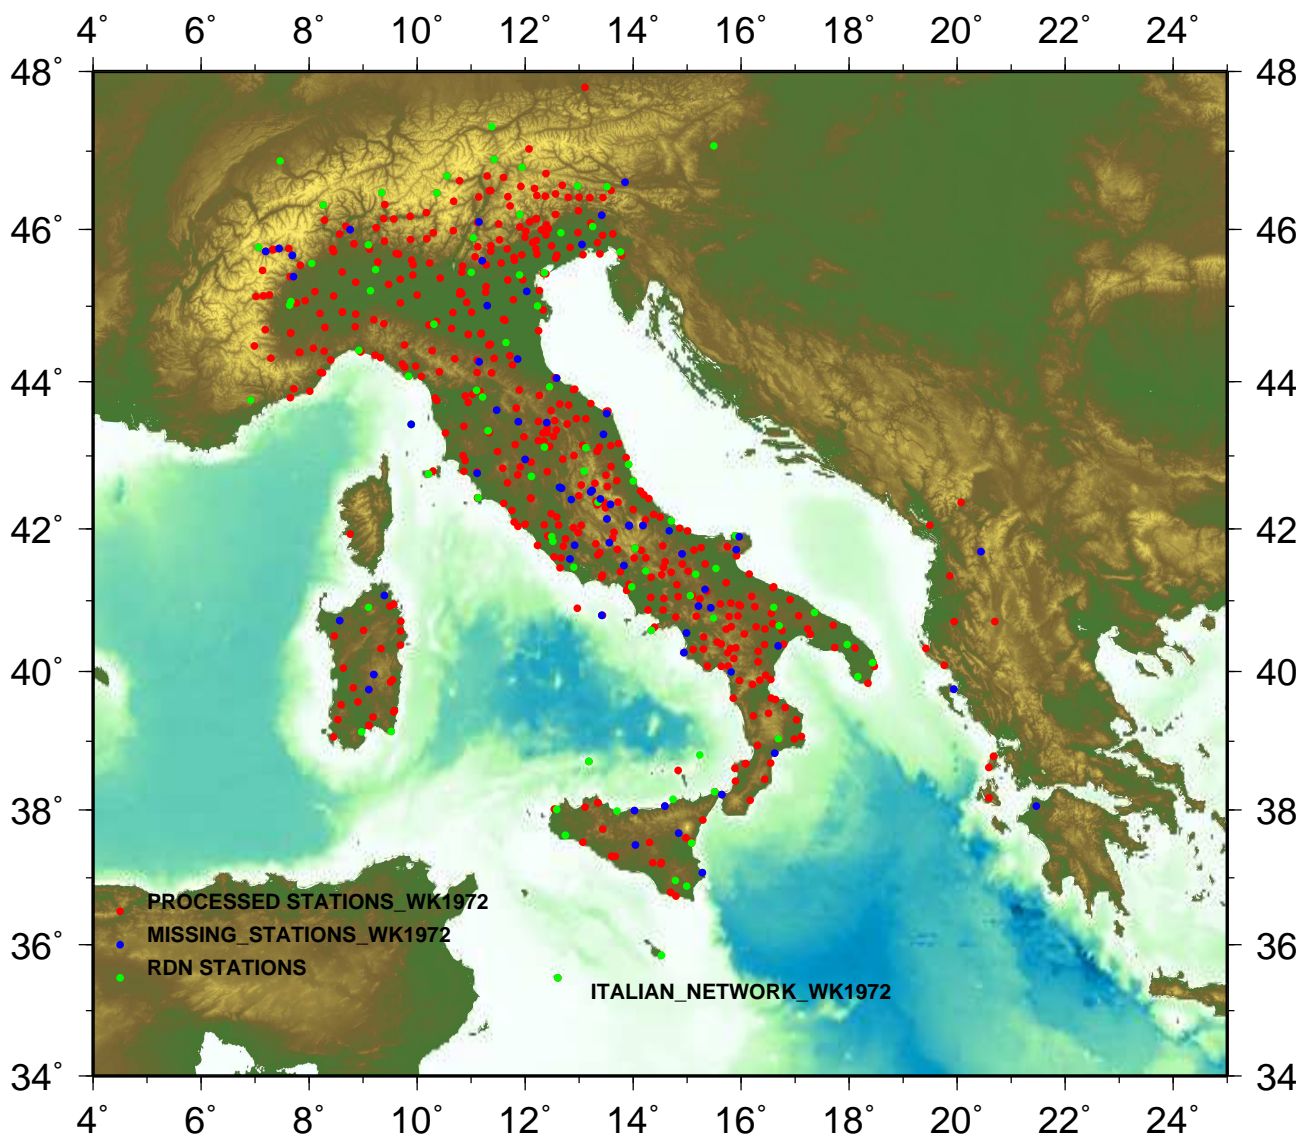 4° 6° 8° 10° 12° 14° 16° 18° 20° 22° 24°
48° 48°
46° 46°
44° 44°
42° 42°
40° 40°
38° 38°
PROCESSED STATIONS_WK1972
MISSING_STATIONS_WK1972
36° 36°
RDN STATIONS
ITALIAN_NETWORK_WK1972
34° 34°
4° 6° 8° 10° 12° 14° 16° 18° 20° 22° 24°